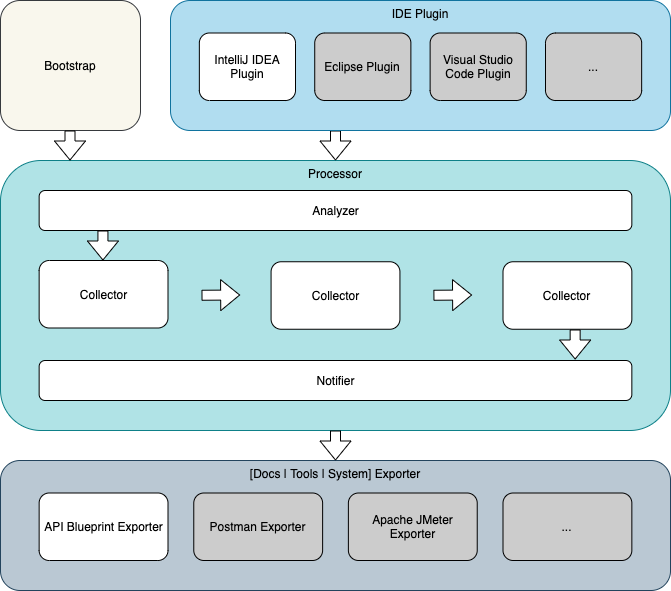 Bootstrap
IDE Plugin
IntelliJ IDEA
Plugin
Eclipse Plugin
Visual Studio
Code Plugin
...
Processor
Analyzer
Collector
Collector
Collector
Notifier
[Docs | Tools | System] Exporter
API Blueprint Exporter
Postman Exporter
Apache JMeter
Exporter
...